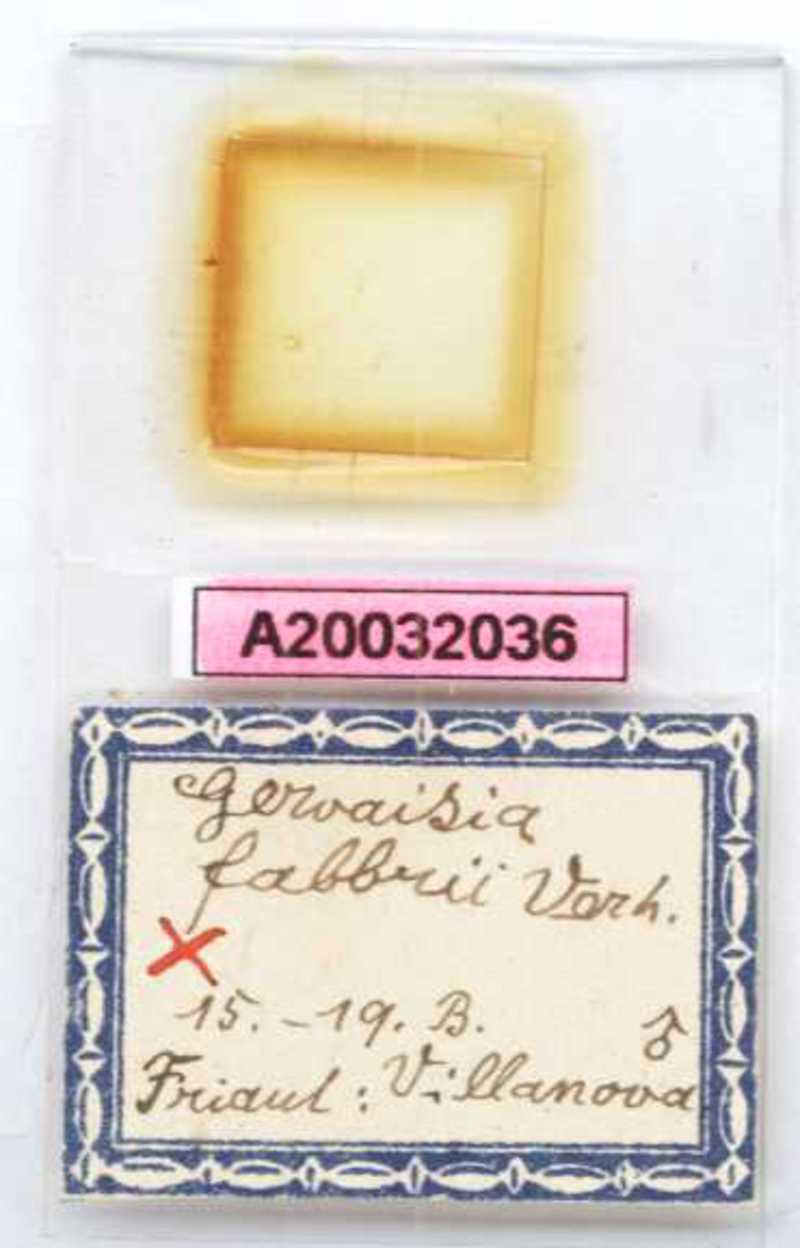 A20032036
Gervaisia
fabbrii Verh.
15. - 19. B. ♂
Friaul : Villanova